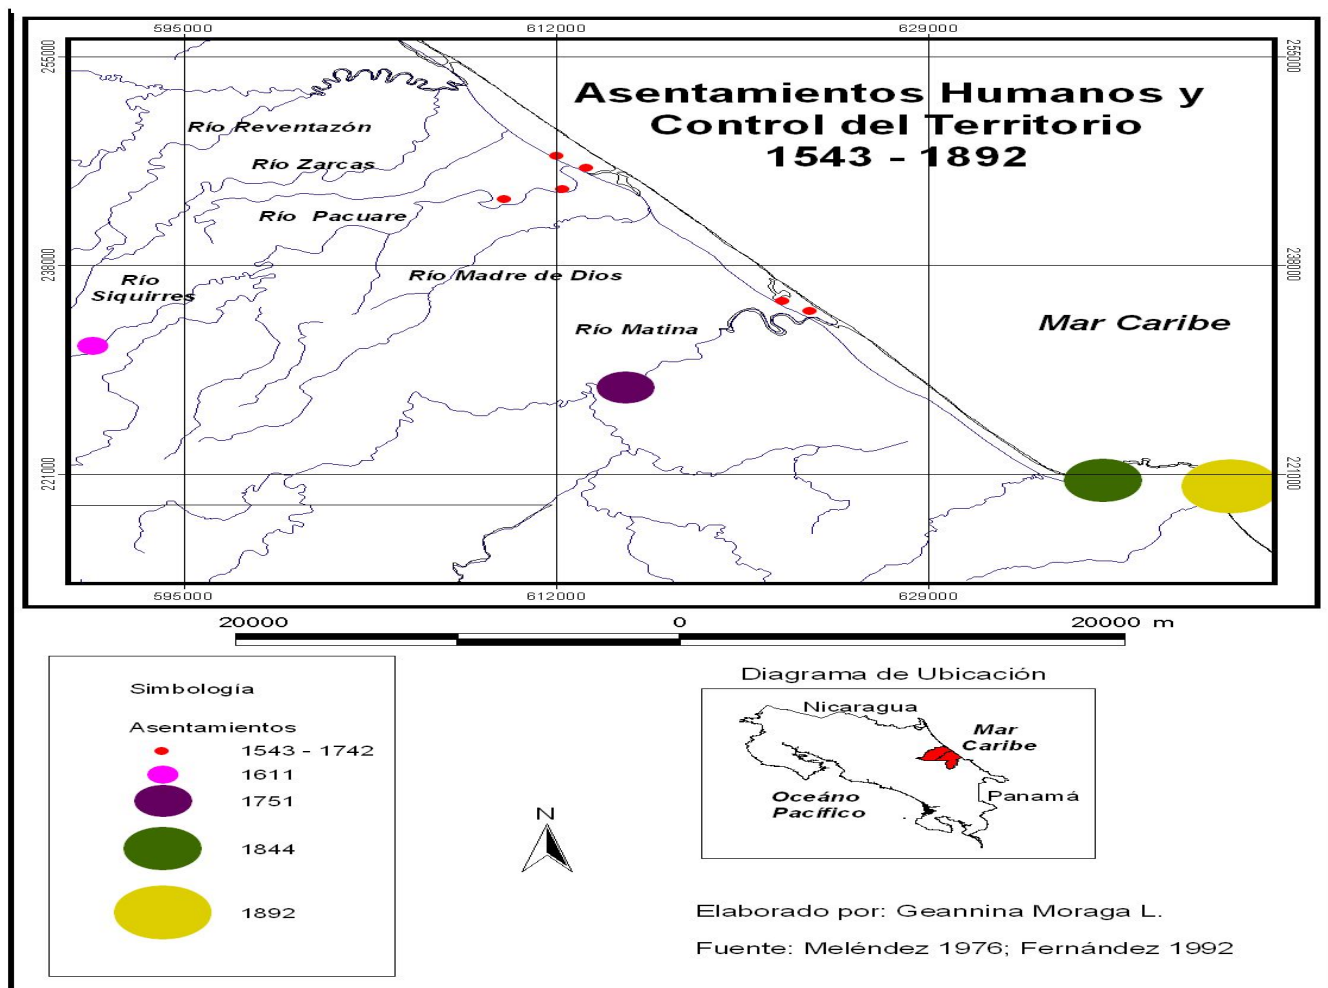 595000
612000
629000
255000
255000
Asentamientos Humanos y
Control del Territorio
1543 - 1892
Río Reventazón
Río Zarcas
Río Pacuare
238000
238000
Río
Siquirres
Río Madre de Dios
Río Matina
Mar Caribe
221000
221000
595000
612000
629000
20000
0
20000 m
Simbología
Asentamientos
1543 - 1742
1611
1751
1844
1892
N
Diagrama de Ubicación
Nicaragua
Mar
Caribe
Panamá
Oceáno
Pacífico
Elaborado por: Geannina Moraga L.
Fuente: Meléndez 1976; Fernández 1992